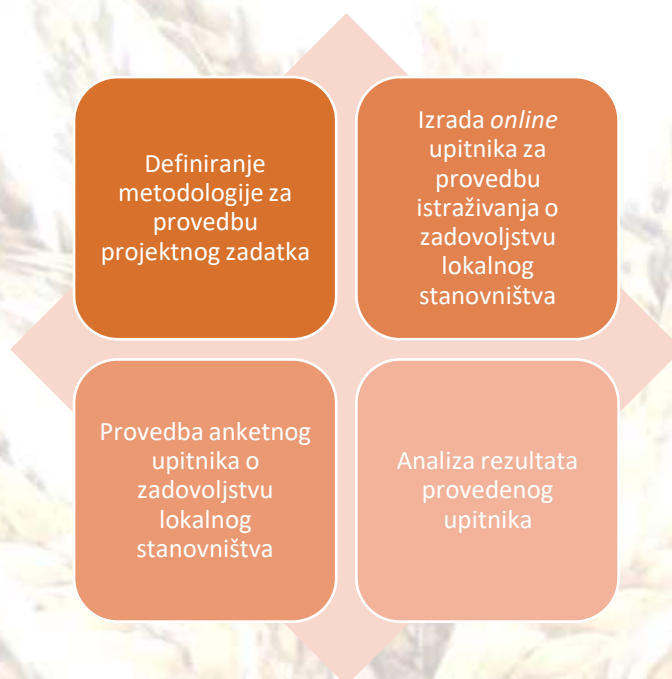 Definiranje
metodologije za
provedbu
projektnog zadatka
Izrada online
upitnika za
provedbu
istraživanja o
zadovoljstvu
lokalnog
stanovništva
Provedba anketnog
upitnika o
zadovoljstvu
lokalnog
stanovništva
Analiza rezultata
provedenog
upitnika